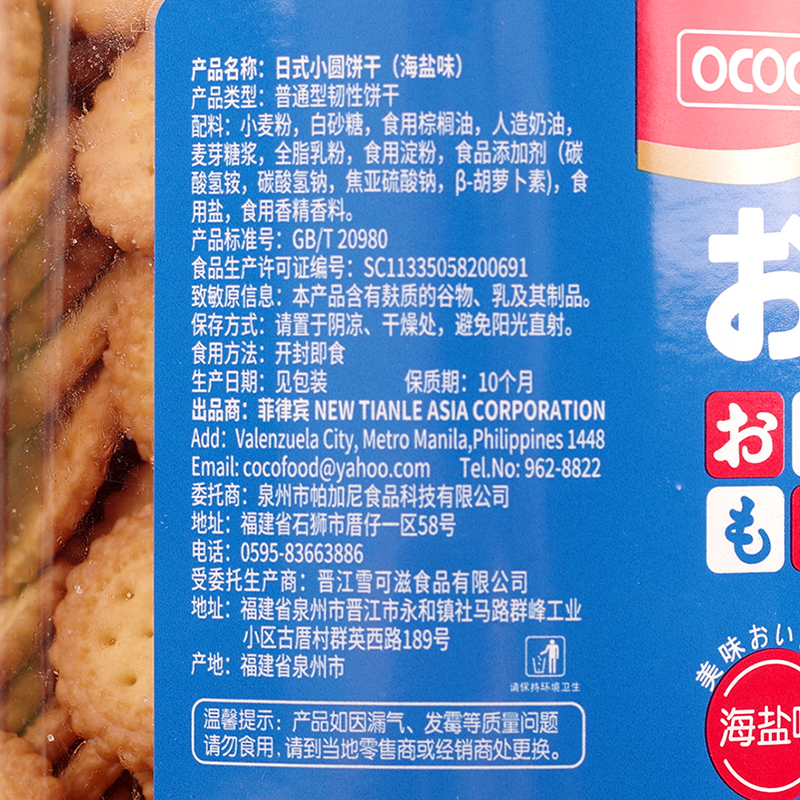 产品名称：日式小圆饼干（海盐味）
产品类型：普通型韧性饼干
配料：小麦粉，白砂糖，食用棕榈油，人造奶油，
麦芽糖浆，全脂乳粉，食用淀粉，食品添加剂（碳
酸氢铵，碳酸氢钠，焦亚硫酸钠，β-胡萝卜素），食
用盐，食用香精香料。
产品标准号：GB/T 20980
食品生产许可证编号：SC11335058200691
致敏原信息：本产品含有麸质的谷物、乳及其制品。
保存方式：请置于阴凉、干燥处，避免阳光直射。
食用方法：开封即食
生产日期：见包装 保质期：10个月
出品商：菲律宾 NEW TIANLE ASIA CORPORATION
Add：Valenzuela City, Metro Manila,Philippines 1448
Email: cocofood@yahoo.com Tel.No: 962-8822
委托商：泉州市帕加尼食品科技有限公司
地址：福建省石狮市厝仔一区58号
电话：0595-83663886
受委托生产商：晋江雪可滋食品有限公司
地址：福建省泉州市晋江市永和镇社马路群峰工业
小区古厝村群英西路189号
产地：福建省泉州市
请保持环境卫生
温馨提示：产品如因漏气、发霉等质量问题
请勿食用，请到当地零售商或经销商处更换。
OCOC
お
お
も
美味おい
海盐味